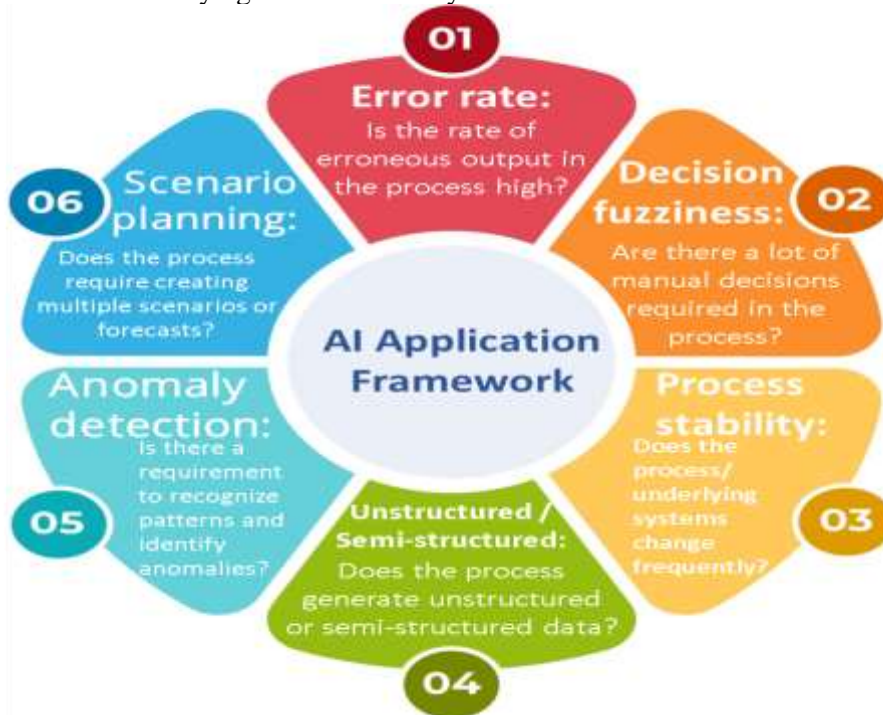 01
Error rate:
Is the rate of
erroneous output in
the process high?
02
Decision
fuzziness:
Are there a lot of
manual decisions
required in the
process?
03
Process
stability:
Does the
process/
underlying
systems
change
frequently?
04
Unstructured /
Semi-structured:
Does the process
generate unstructured
or semi-structured data?
05
Anomaly
detection:
Is there a
requirement
to recognize
patterns and
identify
anomalies?
06
Scenario
planning:
Does the process
require creating
multiple scenarios or
forecasts?
AI Application
Framework